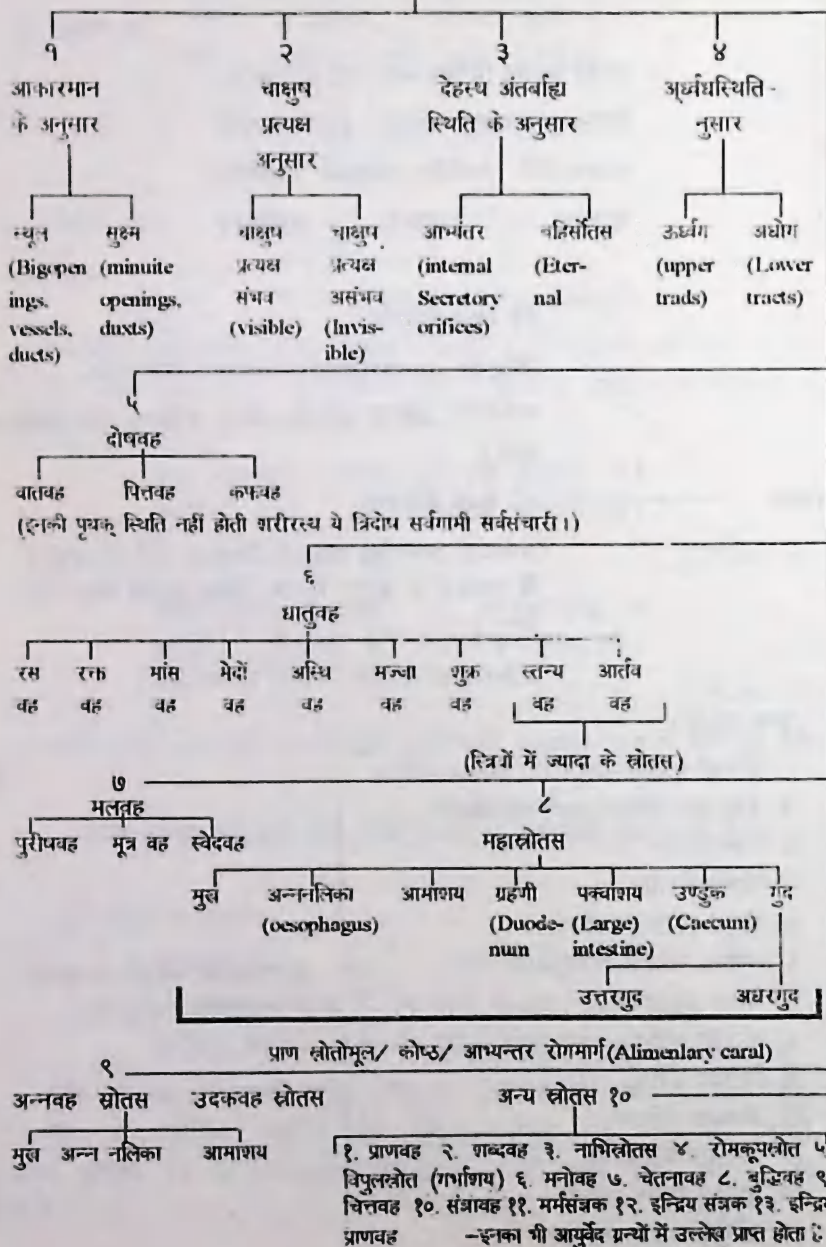 १ २ ३ ४
आकारमान चाक्षुष देहस्थ अंतर्बाह्य अर्ध्वधस्थिति-
के अनुसार प्रत्यक्ष स्थिति के अनुसार नुसार
अनुसार
स्थूल सुक्ष्म चाक्षुष चाक्षुष आभ्यंतर बहिर्स्रोतस ऊर्ध्वग अधोग
(Bigopen (minuite प्रत्यक्ष प्रत्यक्ष (internal (Eter- (upper (Lower
ings, openings, संभव असंभव Secretory nal trads) tracts)
vessels, duxts) (visible) (Invis- orifices)
ducts) ible)
५
दोषवह
वातवह पित्तवह कफवह
(इनकी पृथक् स्थिति नहीं होती शरीरस्थ ये त्रिदोष सर्वगामी सर्वसंचारी।)
६
धातुवह
रस रक्त मांस मेदों अस्थि मज्जा शुक्र स्तन्य आर्तव
वह वह वह वह वह वह वह वह वह
(स्त्रियों में ज्यादा के स्रोतस)
७ ८
मलवह महास्रोतस
पुरीषवह मूत्र वह स्वेदवह
मुख अन्ननलिका आमाशय ग्रहणी पक्वाशय उण्डुक गुद
(oesophagus) (Duode- (Large) (Caecum)
num intestine)
उत्तरगुद अधरगुद
प्राण स्रोतोमूल/ कोष्ठ/ आभ्यन्तर रोगमार्ग(Alimenlary caral)
९
अन्नवह स्रोतस उदकवह स्रोतस अन्य स्रोतस १०
मुख अन्न नलिका आमाशय
१. प्राणवह २. शब्दवह ३. नाभिस्रोतस ४. रोमकूपस्रोत ५
विपुलस्रोत (गर्भाशय) ६. मनोवह ७. चेतनावह ८. बुद्धिवह ९
चित्तवह १०. संज्ञावह ११. मर्मसंज्ञक १२. इन्द्रिय संज्ञक १३. इन्द्रिय
प्राणवह –इनका भी आयुर्वेद ग्रन्थों में उल्लेख प्राप्त होता है